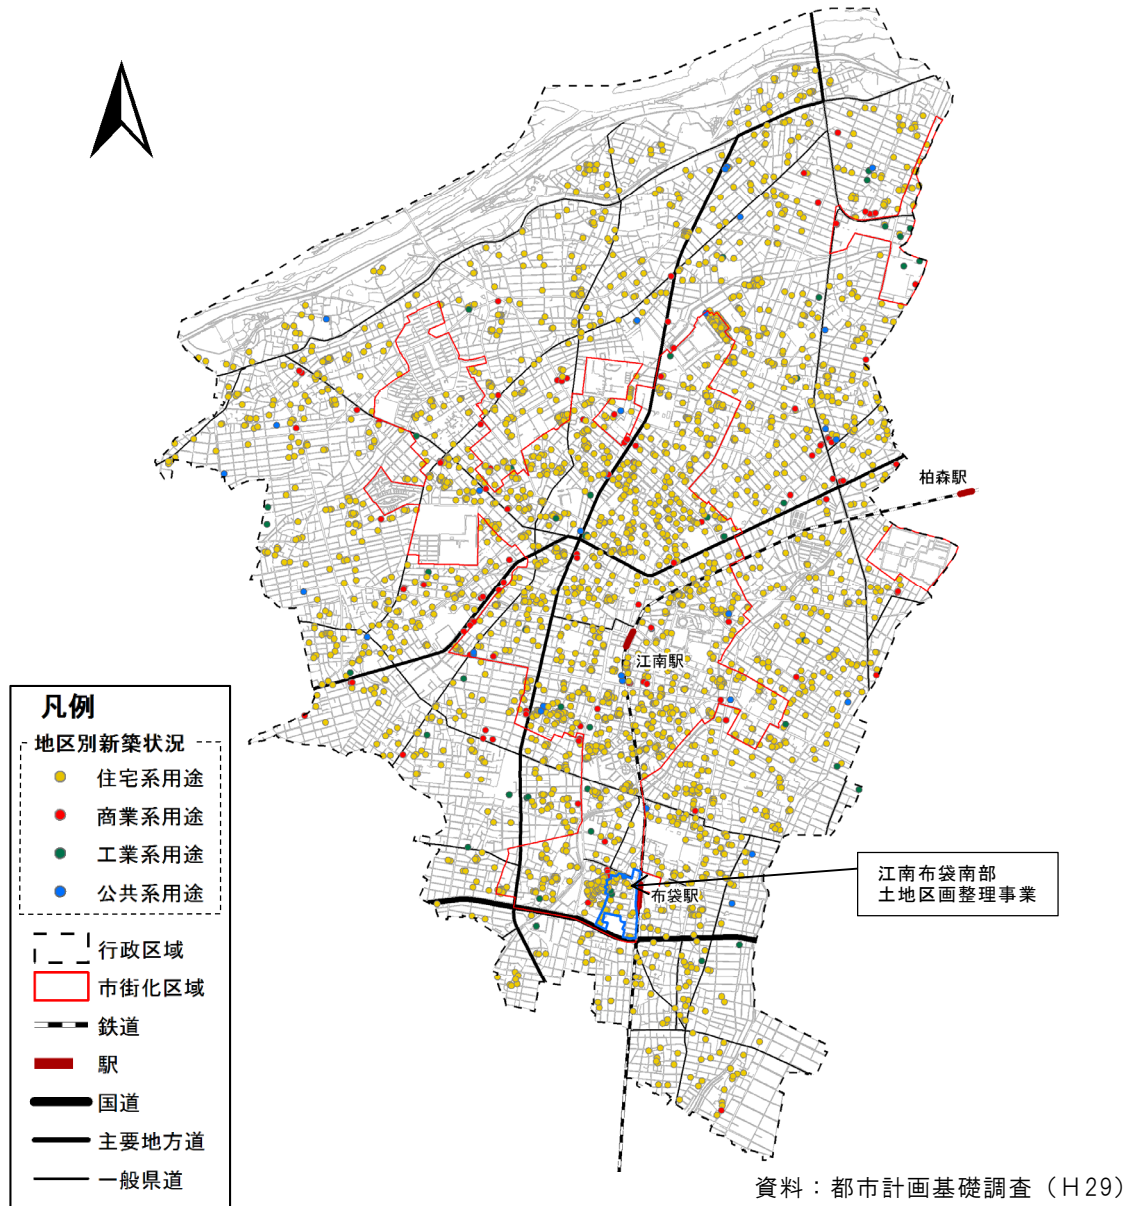 柏森駅
江南駅
布袋駅
江南布袋南部
土地区画整理事業
凡例
地区別新築状況
住宅系用途
商業系用途
工業系用途
公共系用途
行政区域
市街化区域
鉄道
駅
国道
主要地方道
一般県道
資料：都市計画基礎調査（H29）